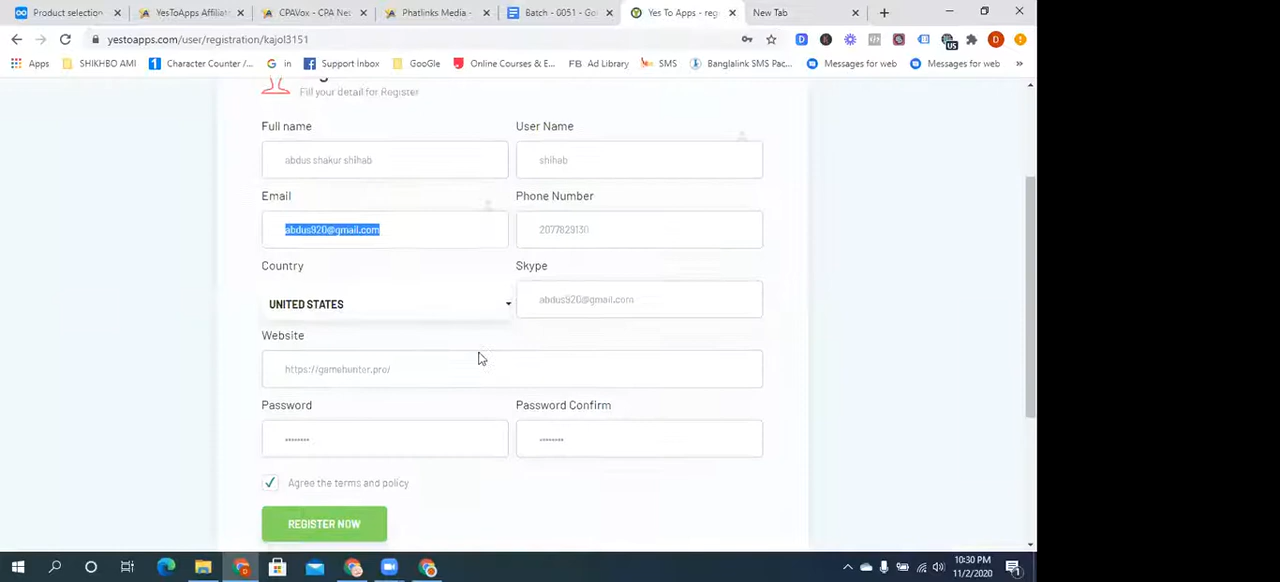 Product selection
YesToApps Affiliat
CPAVox - CPA Ne
Phatlinks Media -
Batch - 0051 - Go
Yes To Apps - reg
New Tab
yestoapps.com/user/registration/kajol3151
Apps
SHIKHBO AMI
Character Counter /...
in
Support Inbox
GooGle
Online Courses & E...
FB Ad Library
SMS
Banglalink SMS Pac...
Messages for web
Messages for web
»
US
D
Fill your detail for Register
Full name
User Name
abdus shakur shihab
shihab
Email
Phone Number
abdus920@gmail.com
2077829130
Country
Skype
UNITED STATES
abdus920@gmail.com
Website
https://gamehunter.pro/
Password
Password Confirm
••••••••
••••••••
Agree the terms and policy
REGISTER NOW
10:30 PM
11/2/2020